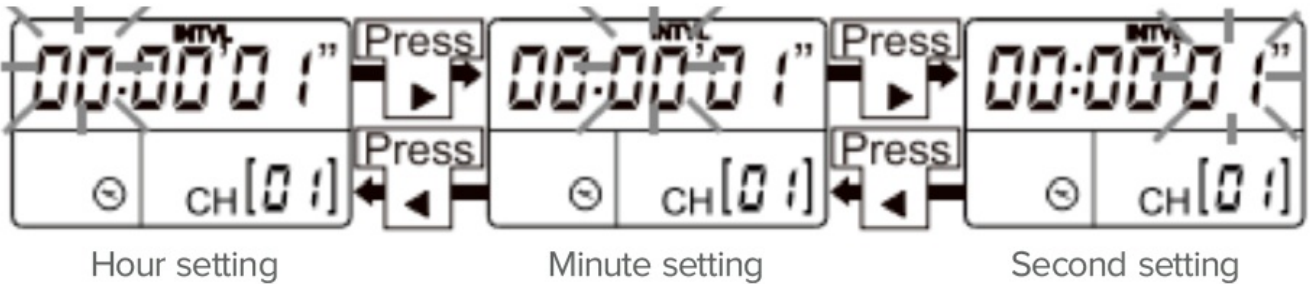 INTVL
00:00'01"
CH [01]
Hour setting
Press
Press
INTVL
00:00'01"
CH [01]
Minute setting
Press
Press
INTVL
00:00'01"
CH [01]
Second setting